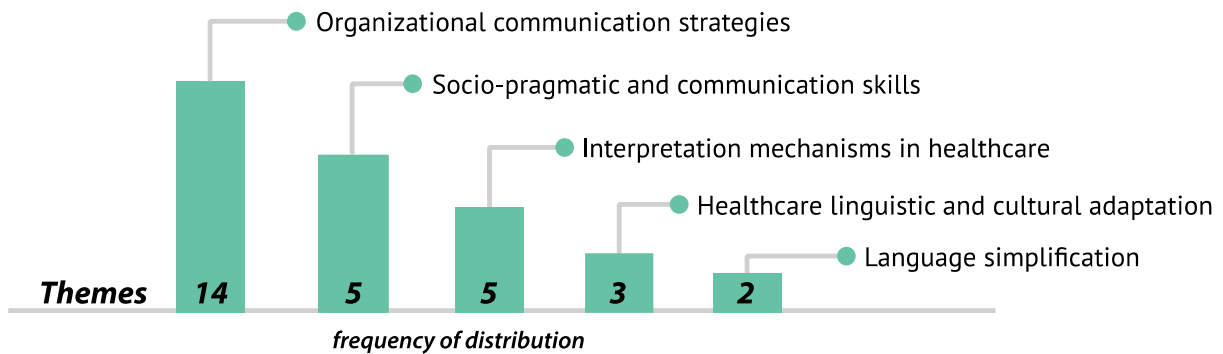 Organizational communication strategies
Socio-pragmatic and communication skills
Interpretation mechanisms in healthcare
Healthcare linguistic and cultural adaptation
Language simplification
Themes 14 5 5 3 2
frequency of distribution